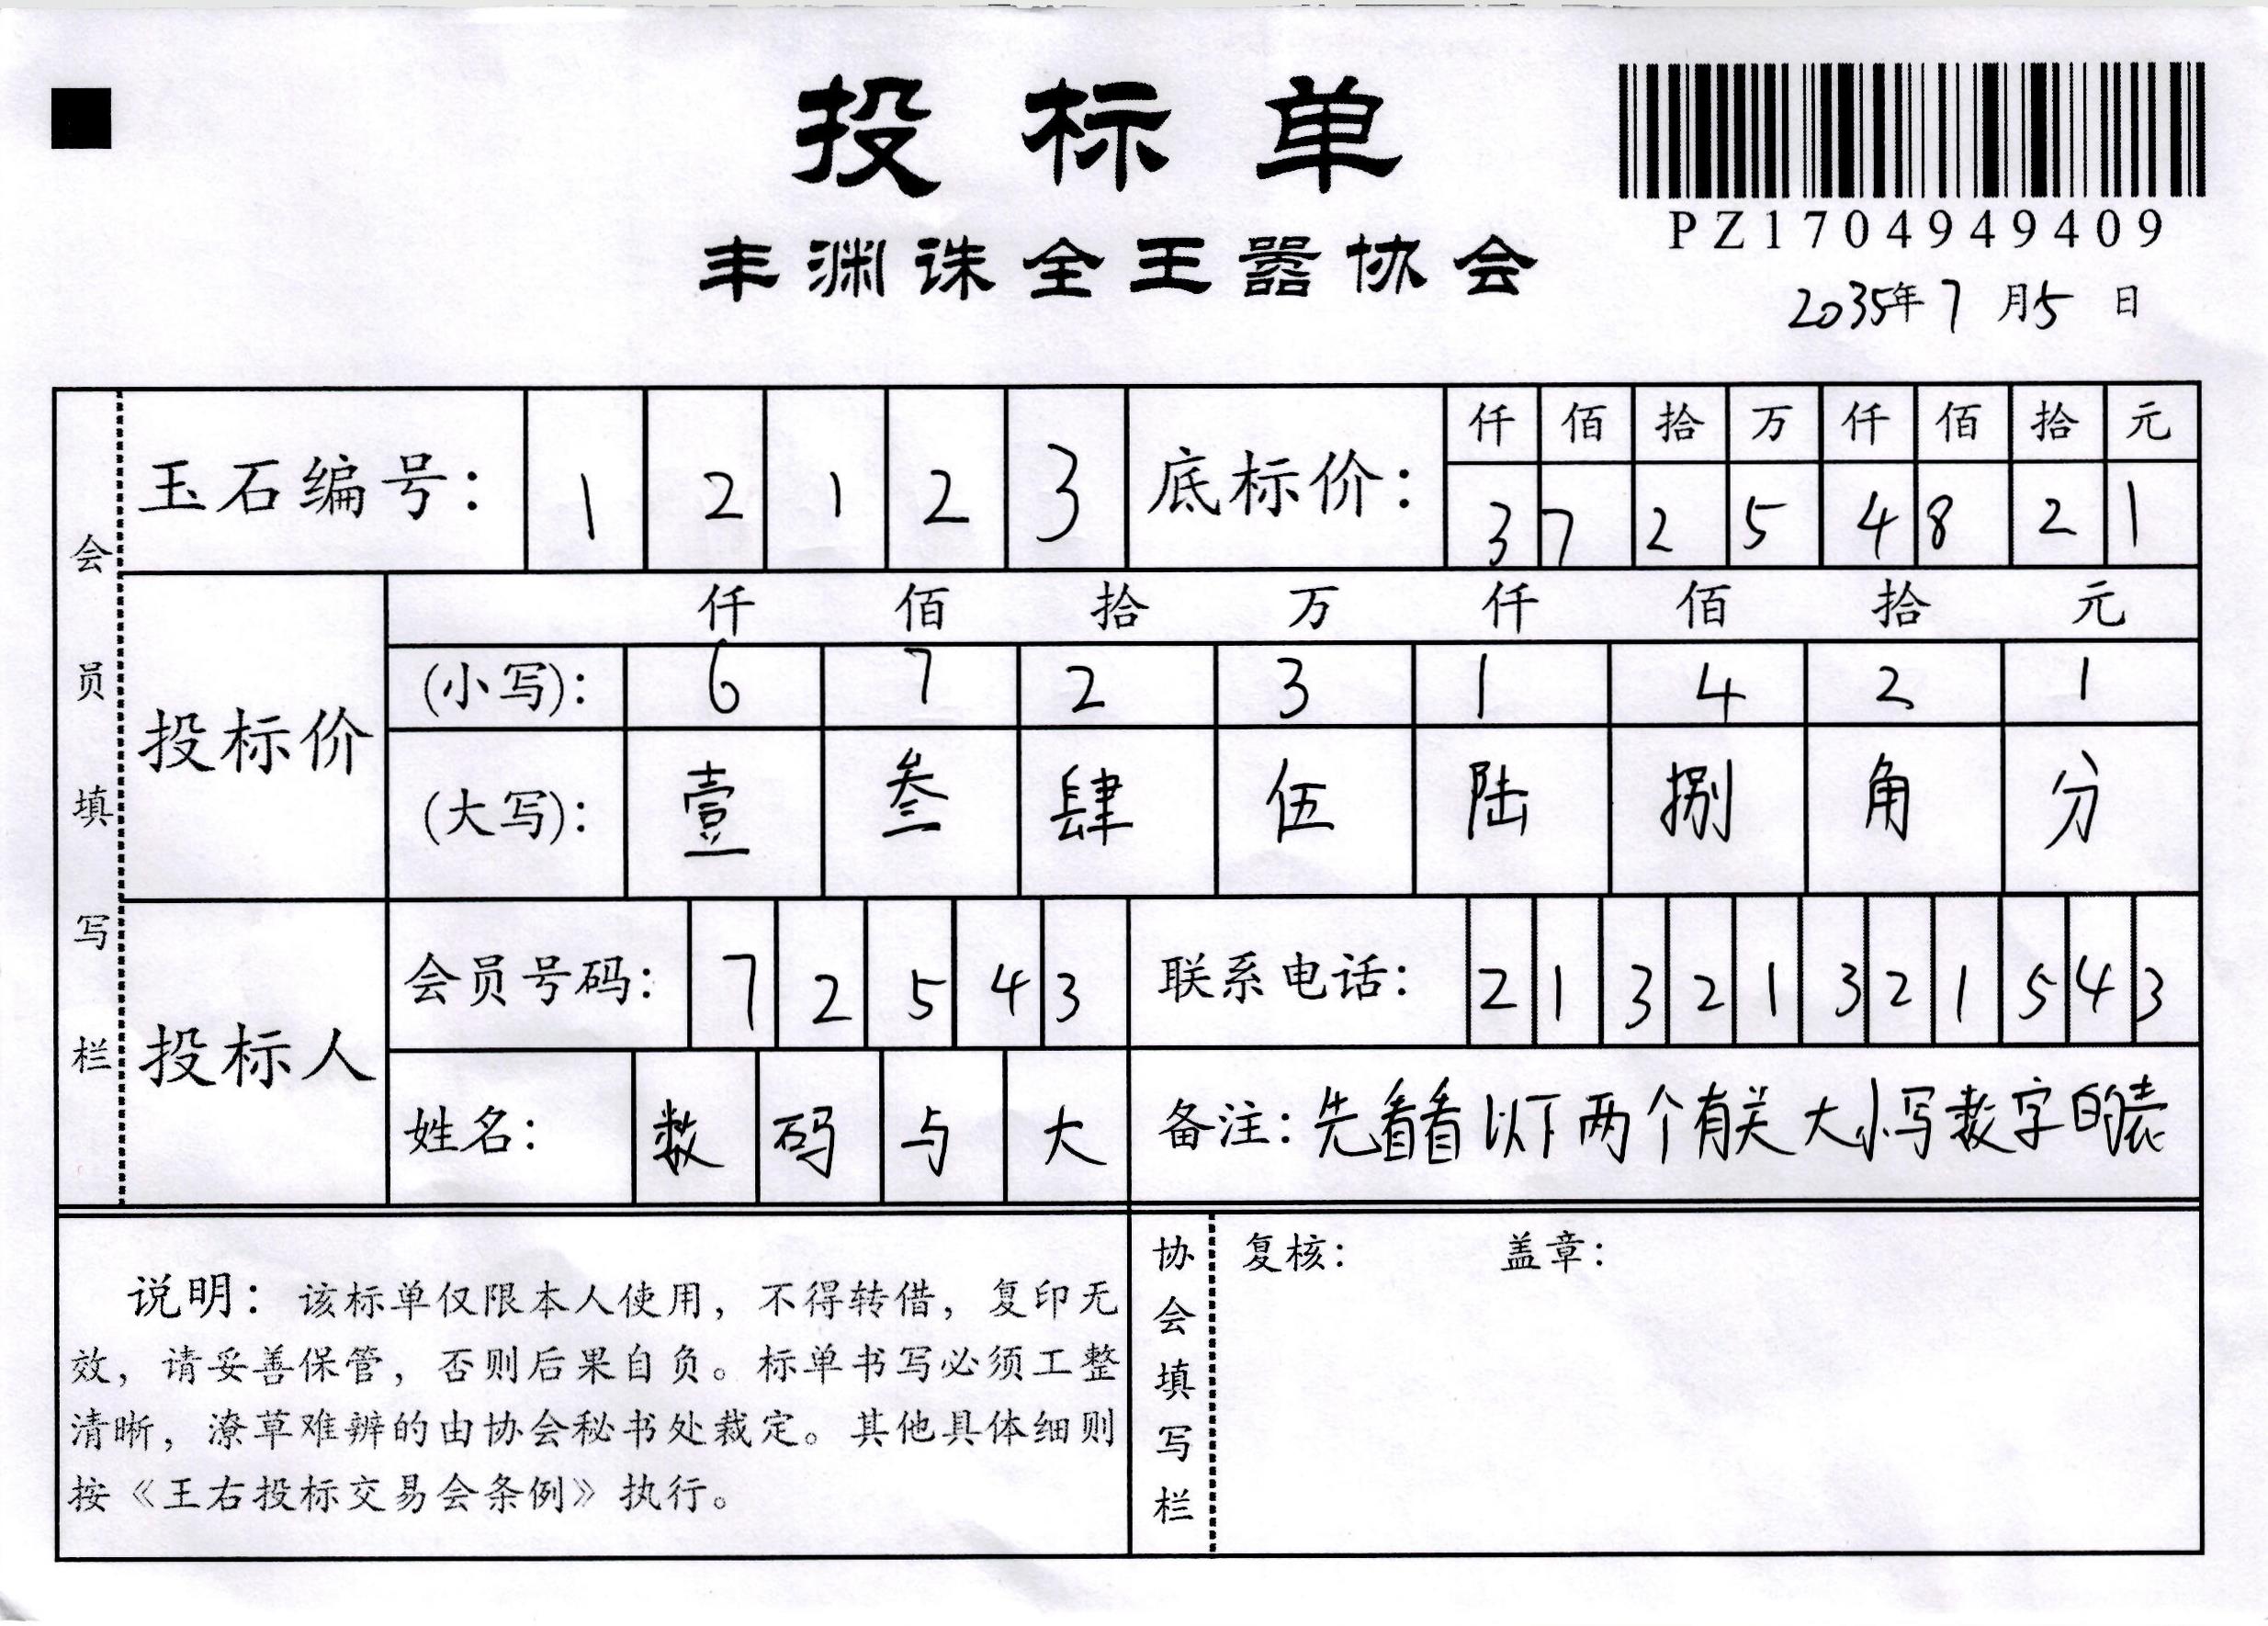 投标单
丰渊诛全王嚣协会
PZ1704949409
2035年7月5日
会员填写栏
玉石编号： 1 2 1 2 3
底标价： 仟 佰 拾 万 仟 佰 拾 元
3 7 2 5 4 8 2 1
投标价
仟 佰 拾 万 仟 佰 拾 元
(小写)： 6 7 2 3 1 4 2 1
(大写)： 壹 叁 肆 伍 陆 捌 角 分
投标人
会员号码： 7 2 5 4 3
联系电话： 2 1 3 2 1 3 2 1 5 4 3
姓名： 数 码 与 大
备注：先看看以下两个有关大小写数字的表
说明：该标单仅限本人使用，不得转借，复印无
效，请妥善保管，否则后果自负。标单书写必须工整
清晰，潦草难辨的由协会秘书处裁定。其他具体细则
按《王右投标交易会条例》执行。
协会填写栏
复核： 盖章：